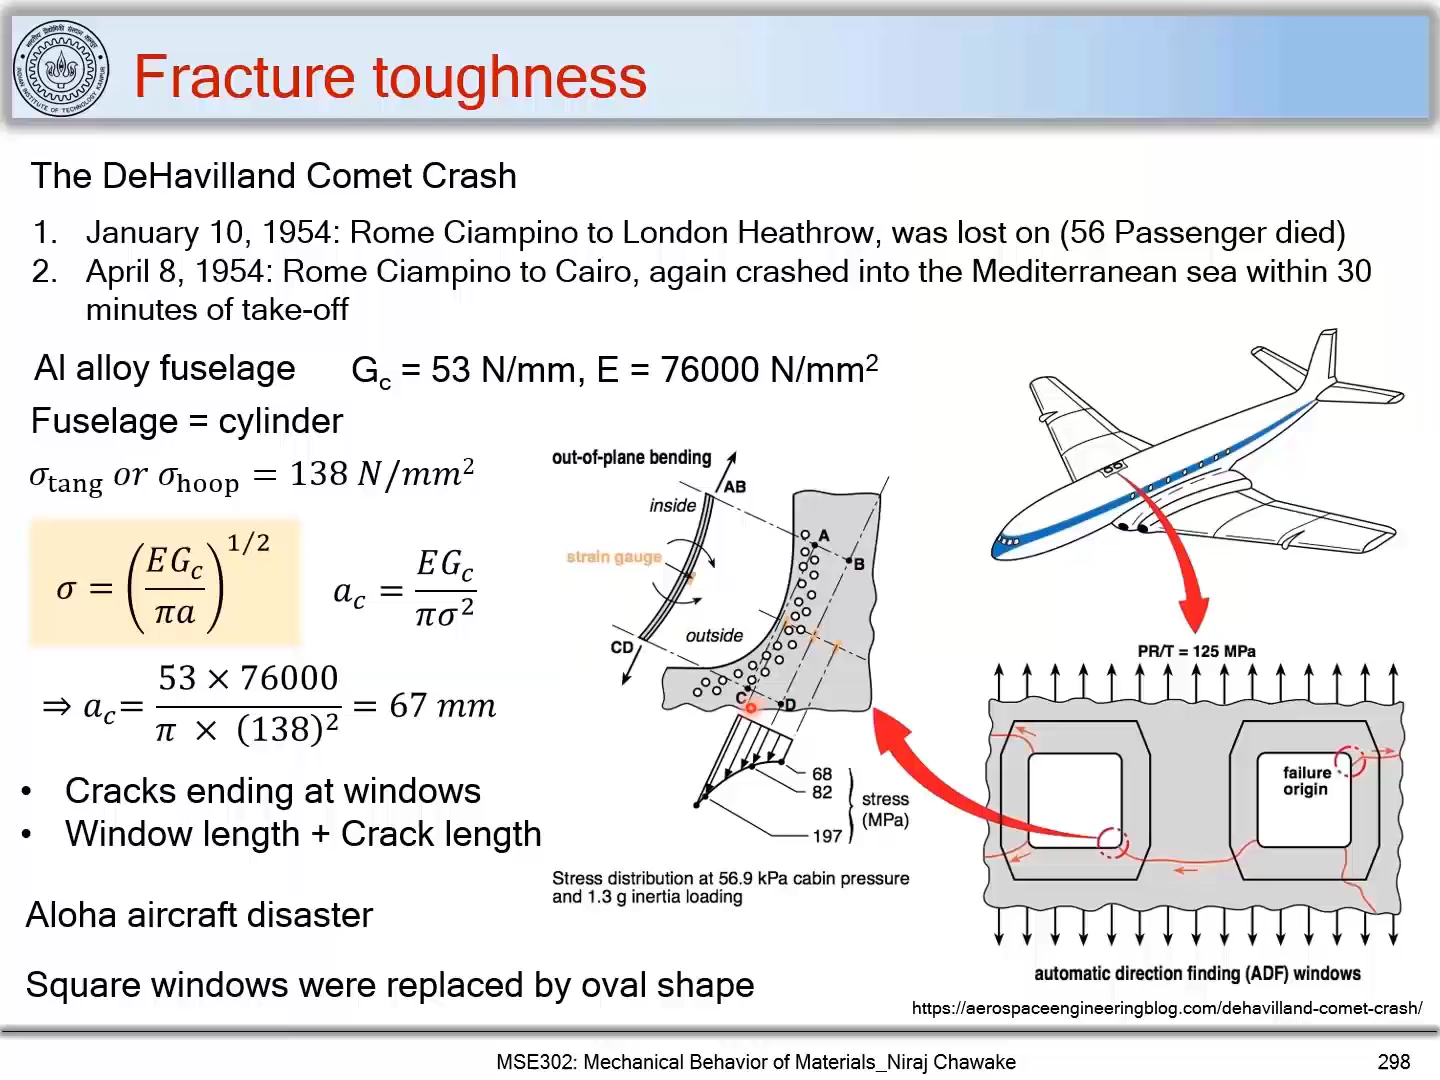 Fracture toughness
The DeHavilland Comet Crash
1. January 10, 1954: Rome Ciampino to London Heathrow, was lost on (56 Passenger died)
2. April 8, 1954: Rome Ciampino to Cairo, again crashed into the Mediterranean sea within 30
minutes of take-off
Al alloy fuselage
G_c = 53 N/mm, E = 76000 N/mm²
Fuselage = cylinder
σ_tang or σ_hoop = 138 N/mm²
σ = (EG_c / πa)^1/2
a_c = EG_c / πσ²
⇒ a_c = 53 × 76000 / π × (138)² = 67 mm
• Cracks ending at windows
• Window length + Crack length
Aloha aircraft disaster
Square windows were replaced by oval shape
out-of-plane bending
AB
inside
strain gauge
outside
CD
A
B
C
D
68
82
197
stress
(MPa)
Stress distribution at 56.9 kPa cabin pressure
and 1.3 g inertia loading
PR/T = 125 MPa
failure
origin
automatic direction finding (ADF) windows
https://aerospaceengineeringblog.com/dehavilland-comet-crash/
MSE302: Mechanical Behavior of Materials_Niraj Chawake
298